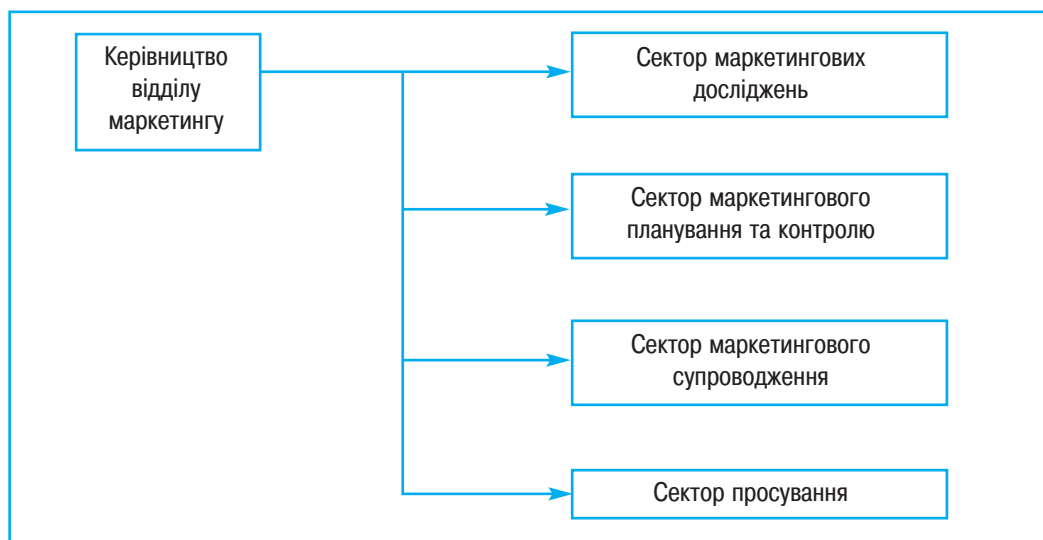 Керівництво
відділу
маркетингу
Сектор маркетингових
досліджень
Сектор маркетингового
планування та контролю
Сектор маркетингового
супроводження
Сектор просування